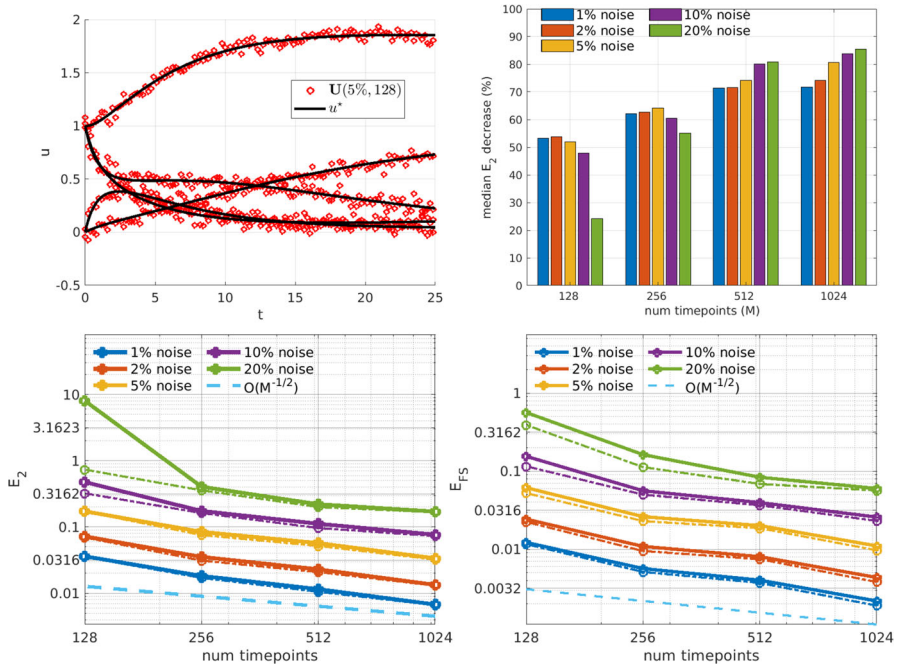 2
1.5
1
0.5
0
-0.5
u
U(5%, 128)
u⋆
0 5 10 15 20 25
t
1% noise 10% noise
2% noise 20% noise
5% noise
100
90
80
70
60
50
40
30
20
10
0
median E2 decrease (%)
128 256 512 1024
num timepoints (M)
1% noise 10% noise
2% noise 20% noise
5% noise O(M-1/2)
10
3.1623
1
0.3162
0.1
0.0316
0.01
E2
128 256 512 1024
num timepoints
1% noise 10% noise
2% noise 20% noise
5% noise O(M-1/2)
1
0.3162
0.1
0.0316
0.01
0.0032
EFS
128 256 512 1024
num timepoints